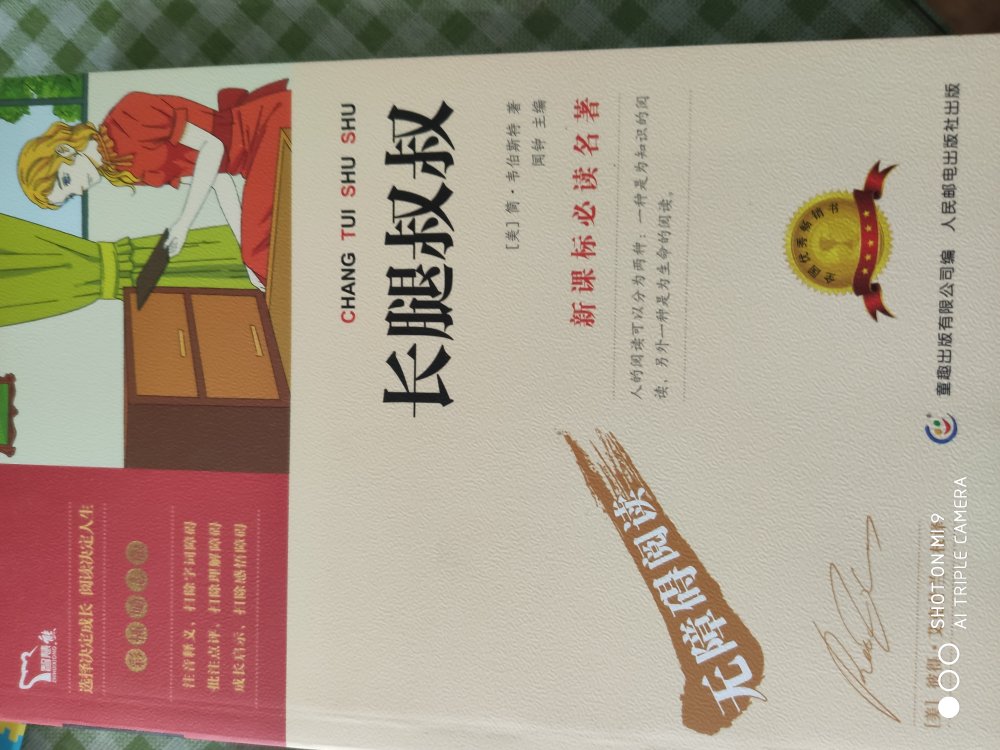 智慧熊
选择决定成长 阅读决定人生
注音释义，扫除字词障碍
批注点评，扫除理解障碍
成长启示，扫除感悟障碍
CHANG TUI SHU SHU
长腿叔叔
[美] 简·韦伯斯特 著
闻钟 主编
新课标必读名著
人的阅读可以分为两种：一种是为知识的阅
读，另外一种是为生命的阅读。
无障碍阅读
童趣出版有限公司编 人民邮电出版社出版
SHOT ON MI 9
AI TRIPLE CAMERA